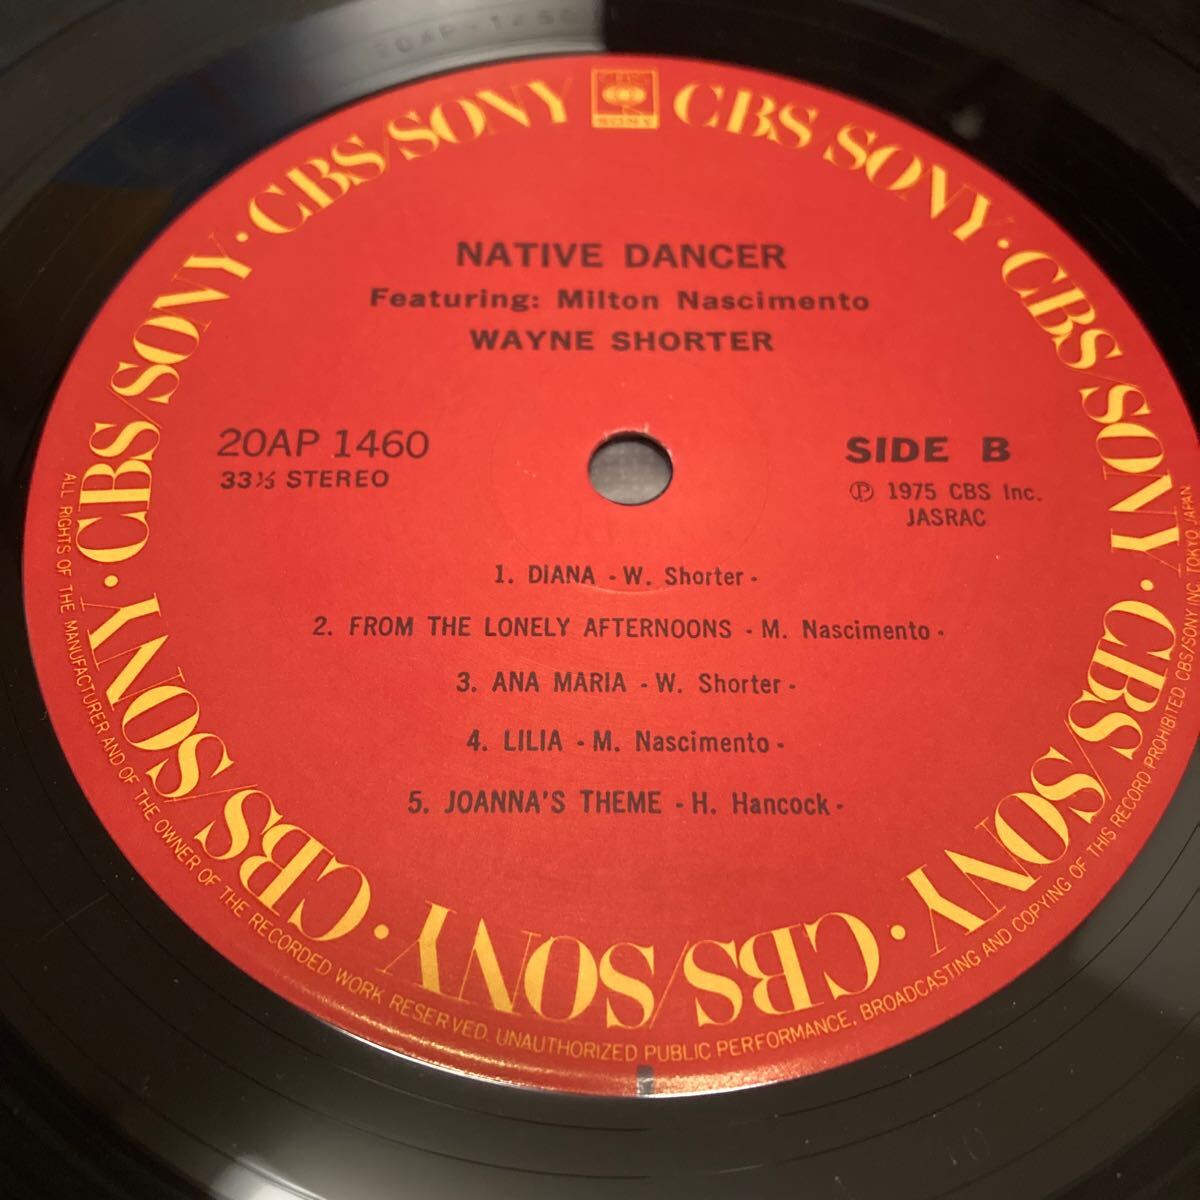 20AP-1460
CBS/SONY · CBS/SONY · CBS/SONY · CBS/SONY · CBS/SONY · CBS/SONY · CBS/SONY · CBS SONY
SONY
NATIVE DANCER
Featuring: Milton Nascimento
WAYNE SHORTER
20AP 1460
33⅓ STEREO
SIDE B
℗ 1975 CBS Inc.
JASRAC
1. DIANA - W. Shorter -
2. FROM THE LONELY AFTERNOONS - M. Nascimento -
3. ANA MARIA - W. Shorter -
4. LILIA - M. Nascimento -
5. JOANNA'S THEME - H. Hancock -
ALL RIGHTS OF THE MANUFACTURER AND OF THE OWNER OF THE RECORDED WORK RESERVED. UNAUTHORIZED PUBLIC PERFORMANCE, BROADCASTING AND COPYING OF THIS RECORD PROHIBITED. CBS/SONY INC. TOKYO JAPAN